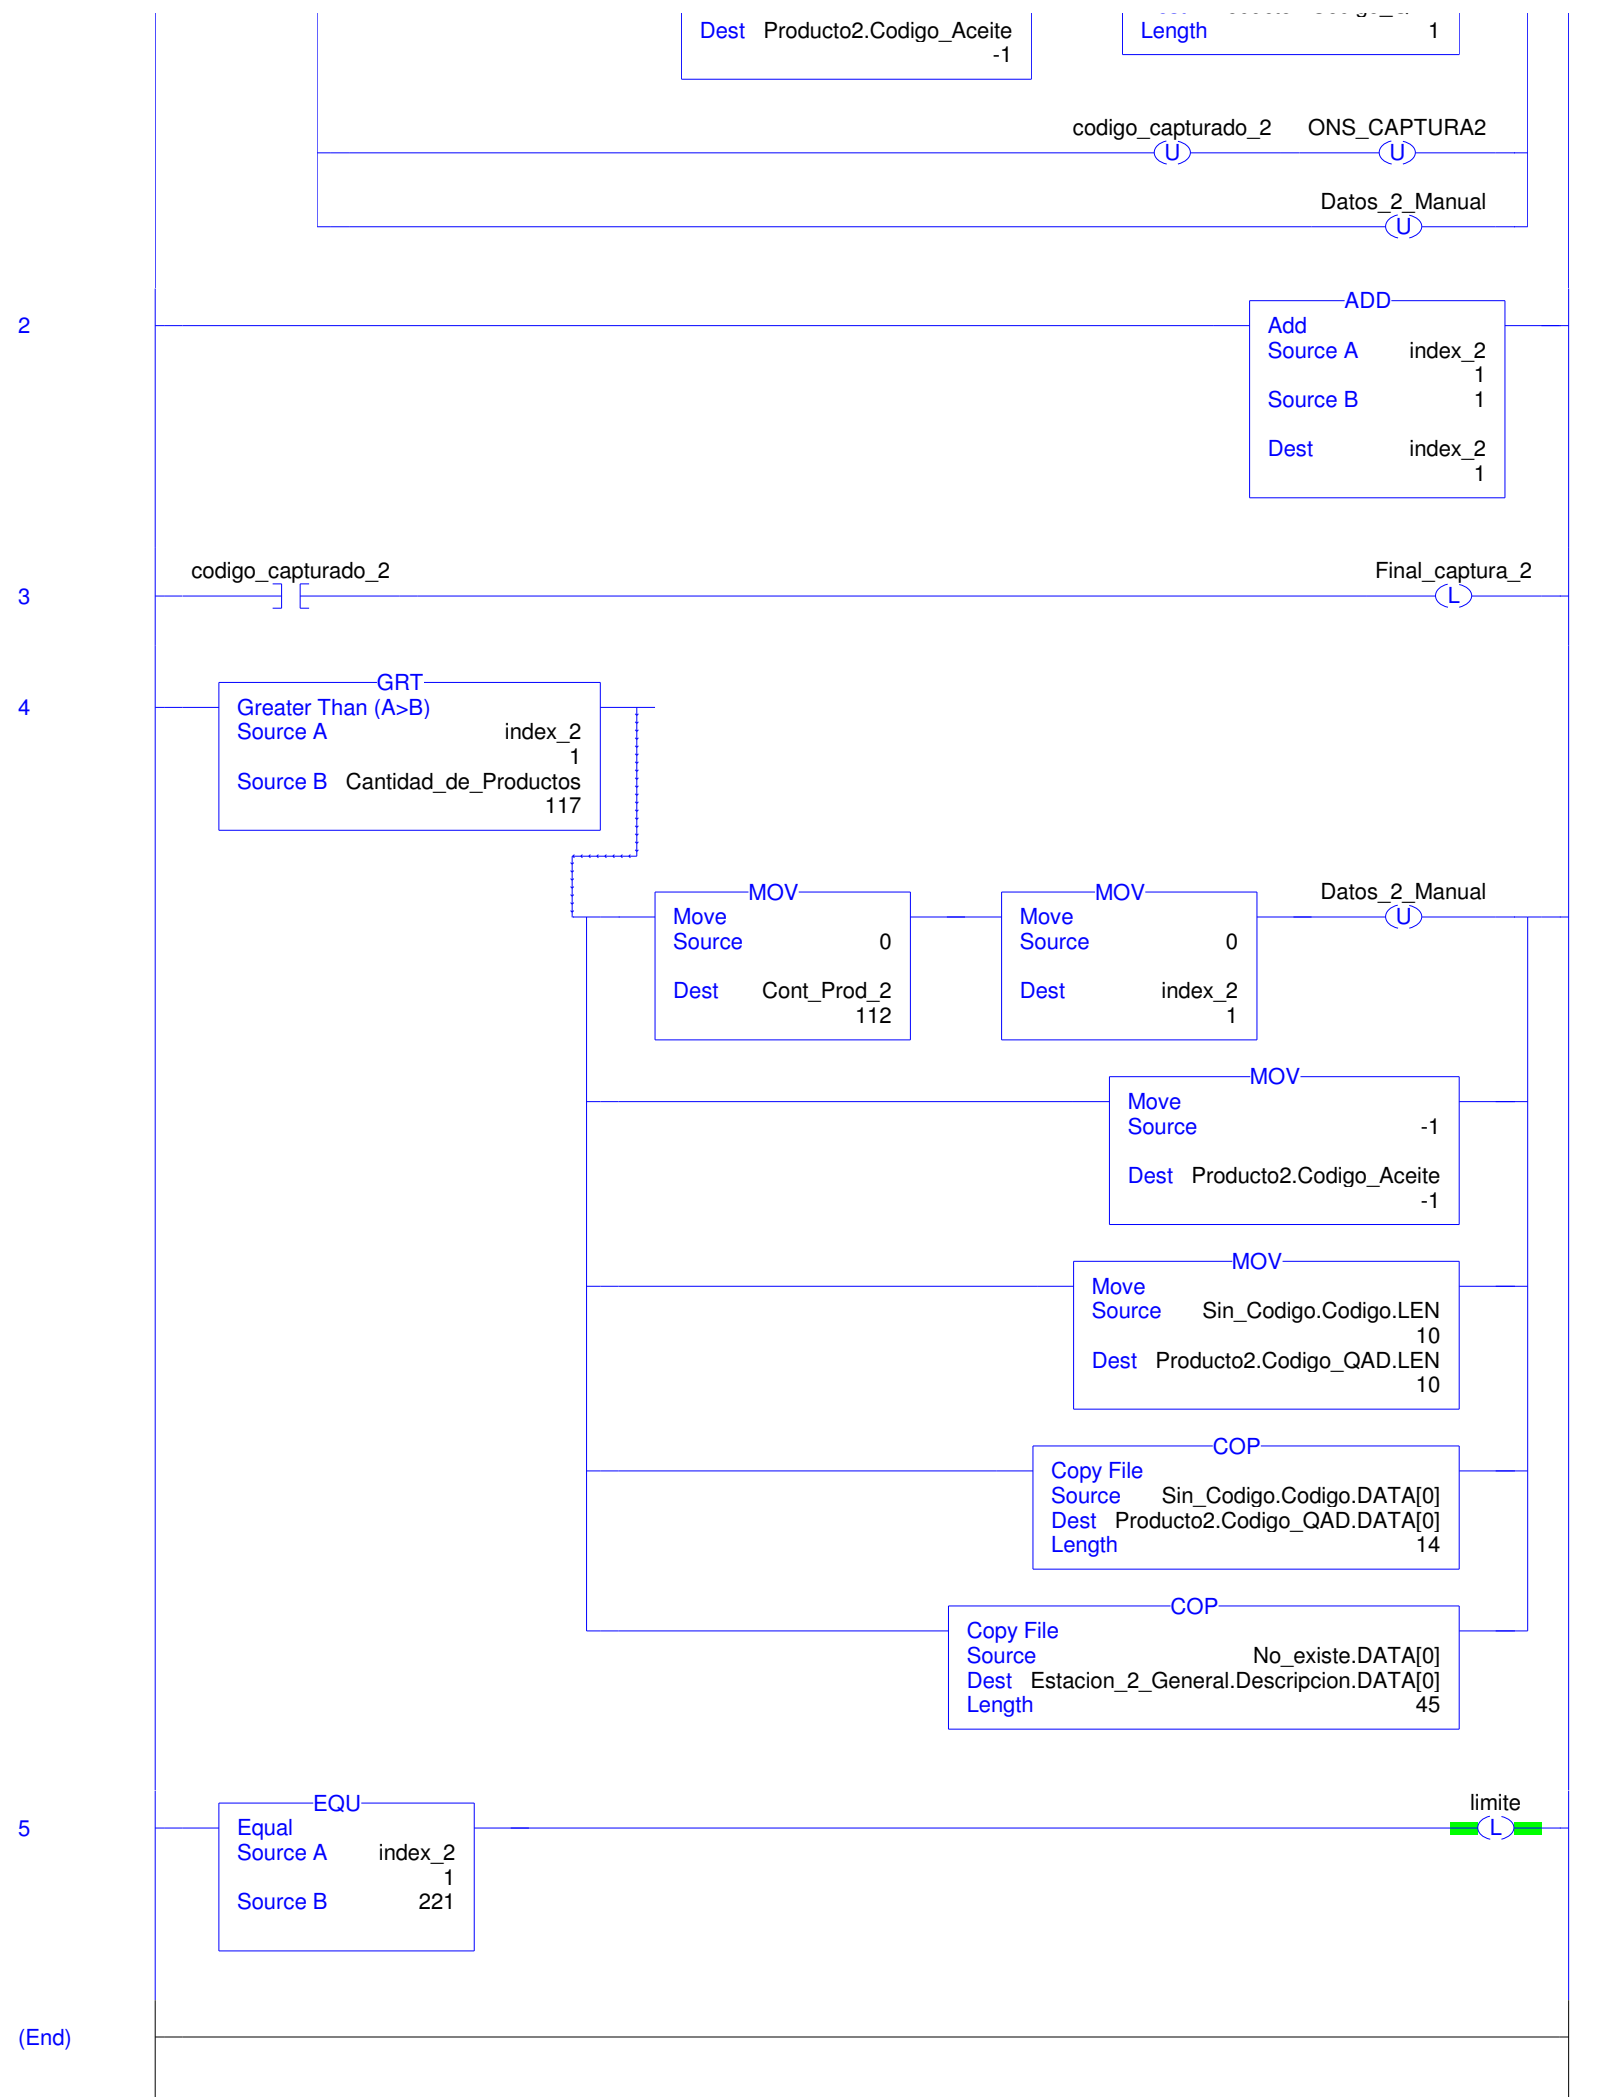 Dest Producto2.Codigo_Aceite
-1
Length 1
codigo_capturado_2 ONS_CAPTURA2
U U
Datos_2_Manual
U
2
ADD
Add
Source A index_2
1
Source B 1
Dest index_2
1
3
codigo_capturado_2 Final_captura_2
L
4
GRT
Greater Than (A>B)
Source A index_2
1
Source B Cantidad_de_Productos
117
MOV
Move
Source 0
Dest Cont_Prod_2
112
MOV
Move
Source 0
Dest index_2
1
Datos_2_Manual
U
MOV
Move
Source -1
Dest Producto2.Codigo_Aceite
-1
MOV
Move
Source Sin_Codigo.Codigo.LEN
10
Dest Producto2.Codigo_QAD.LEN
10
COP
Copy File
Source Sin_Codigo.Codigo.DATA[0]
Dest Producto2.Codigo_QAD.DATA[0]
Length 14
COP
Copy File
Source No_existe.DATA[0]
Dest Estacion_2_General.Descripcion.DATA[0]
Length 45
5
EQU
Equal
Source A index_2
1
Source B 221
limite
L
(End)